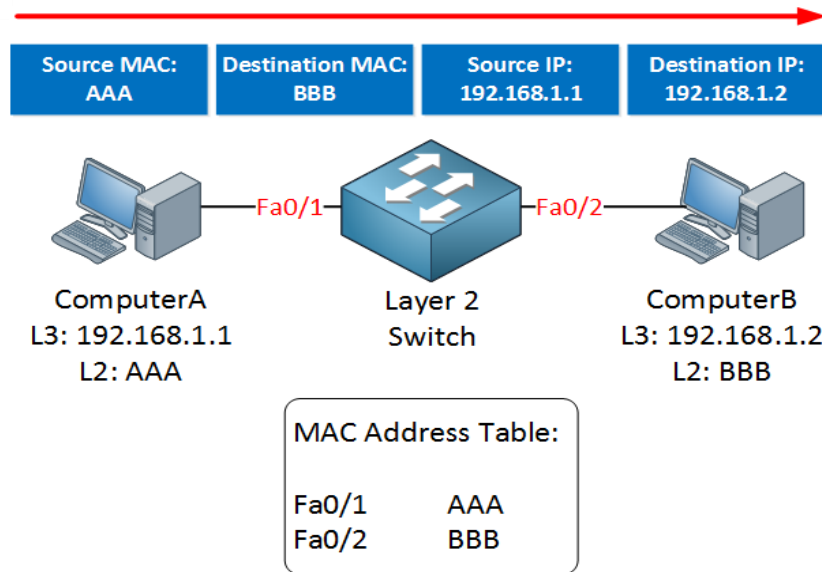 Source MAC:
AAA
Destination MAC:
BBB
Source IP:
192.168.1.1
Destination IP:
192.168.1.2
Fa0/1
Fa0/2
ComputerA
L3: 192.168.1.1
L2: AAA
Layer 2
Switch
ComputerB
L3: 192.168.1.2
L2: BBB
MAC Address Table:
Fa0/1 AAA
Fa0/2 BBB